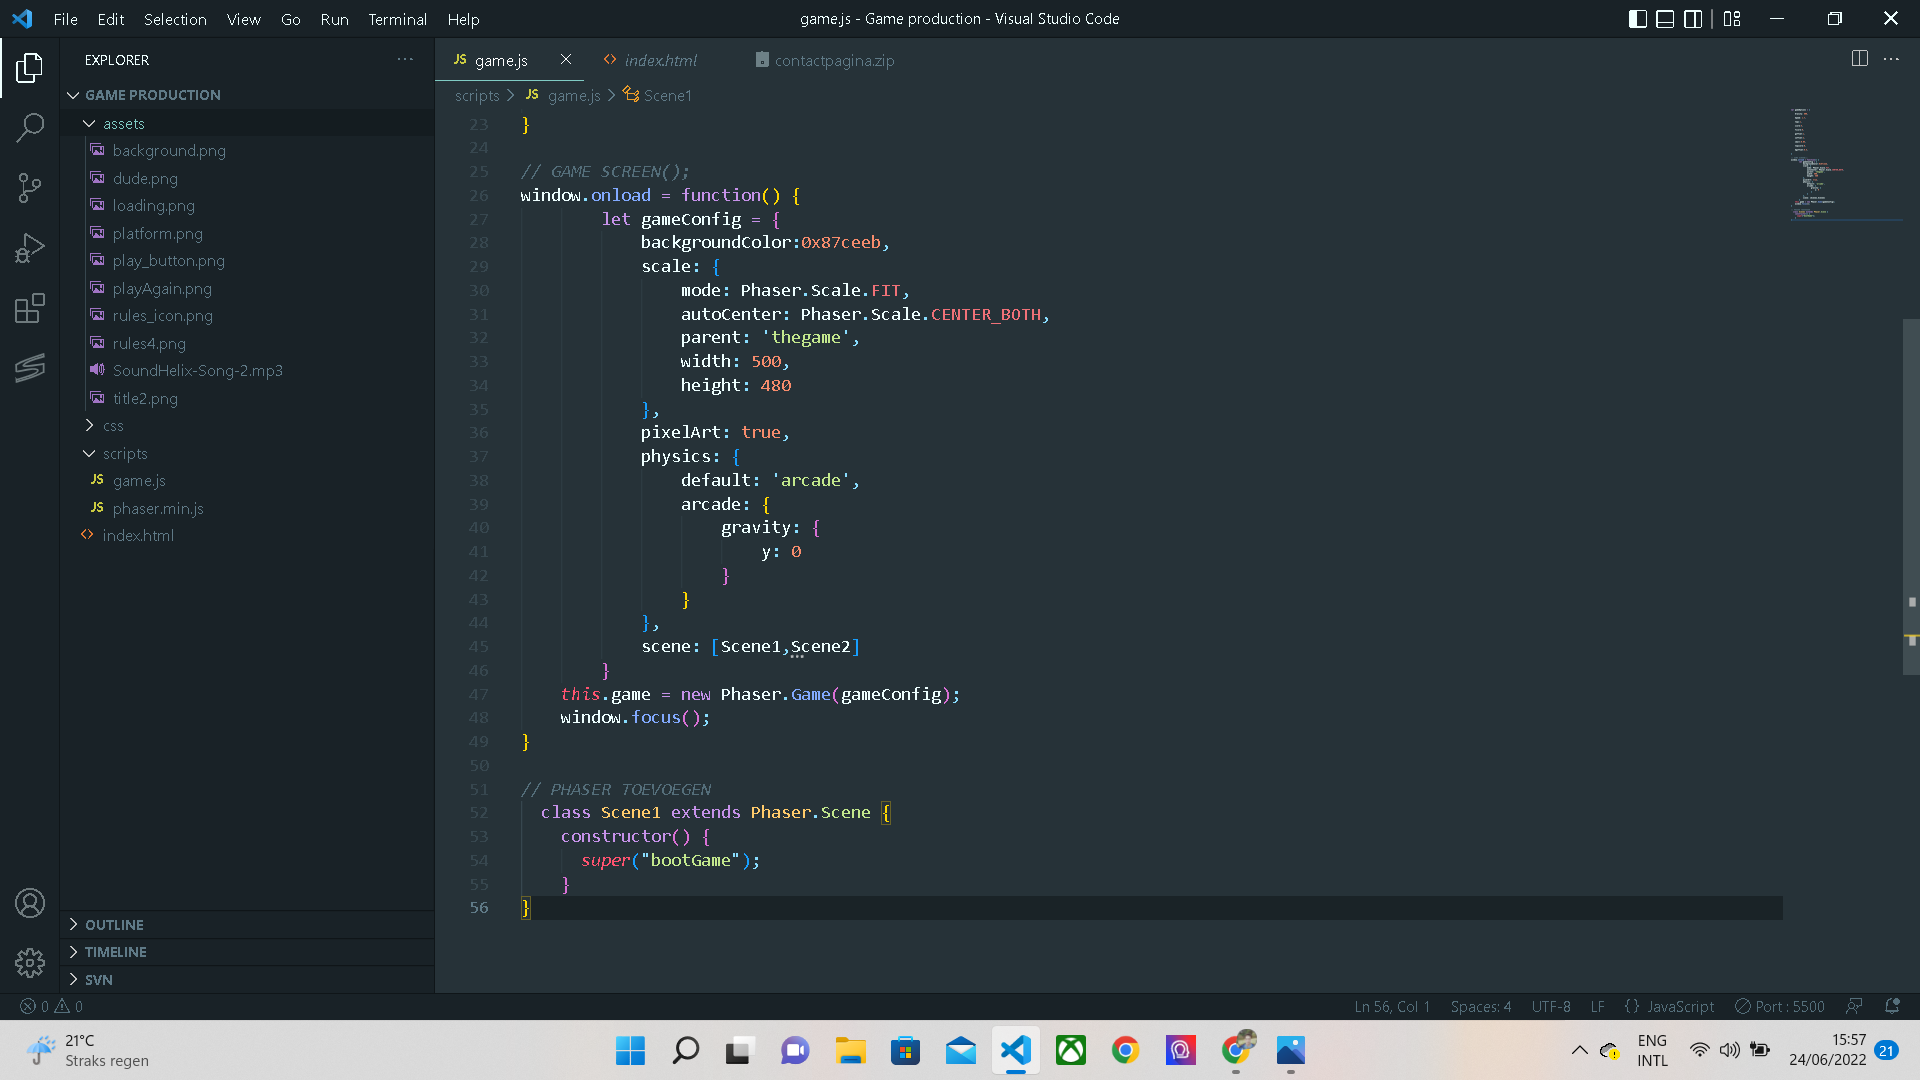 File Edit Selection View Go Run Terminal Help
game.js - Game production - Visual Studio Code
EXPLORER
GAME PRODUCTION
assets
background.png
dude.png
loading.png
platform.png
play_button.png
playAgain.png
rules_icon.png
rules4.png
SoundHelix-Song-2.mp3
title2.png
css
scripts
JS game.js
JS phaser.min.js
<> index.html
OUTLINE
TIMELINE
SVN
JS game.js
<> index.html
contactpagina.zip
scripts > JS game.js > Scene1
23 }
24
25 // GAME SCREEN();
26 window.onload = function() {
27 let gameConfig = {
28 backgroundColor:0x87ceeb,
29 scale: {
30 mode: Phaser.Scale.FIT,
31 autoCenter: Phaser.Scale.CENTER_BOTH,
32 parent: 'thegame',
33 width: 500,
34 height: 480
35 },
36 pixelArt: true,
37 physics: {
38 default: 'arcade',
39 arcade: {
40 gravity: {
41 y: 0
42 }
43 }
44 },
45 scene: [Scene1,Scene2]
46 }
47 this.game = new Phaser.Game(gameConfig);
48 window.focus();
49 }
50
51 // PHASER TOEVOEGEN
52 class Scene1 extends Phaser.Scene {
53 constructor() {
54 super("bootGame");
55 }
56 }
0 0
Ln 56, Col 1 Spaces: 4 UTF-8 LF {} JavaScript Port : 5500
21°C
Straks regen
ENG
INTL
15:57
24/06/2022
21